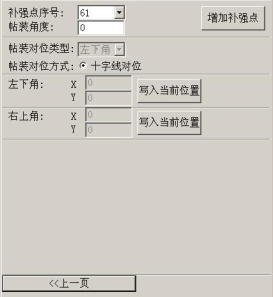 补强点序号: 61 增加补强点
帖装角度: 0
帖装对位类型: 左下角
帖装对位方式: 十字线对位
左下角: X 0 写入当前位置
Y 0
右上角: X 0 写入当前位置
Y 0
<<上一页